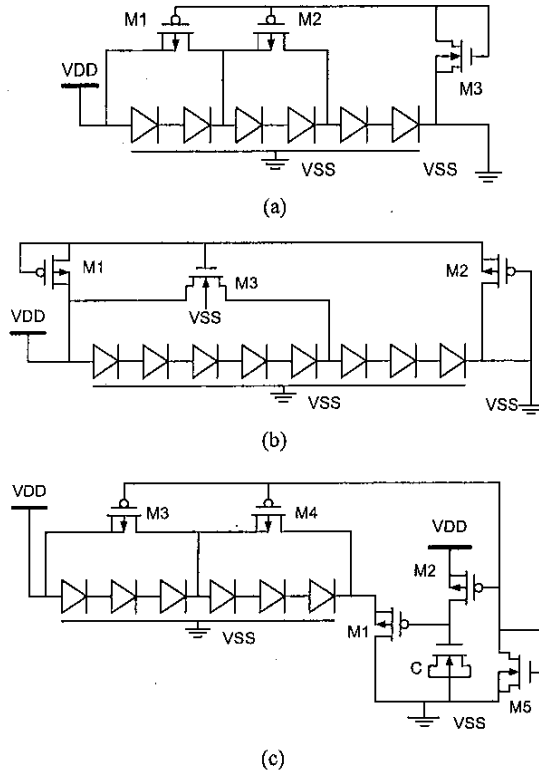 M1 M2
VDD
M3
VSS VSS
(a)
M1 M2
M3
VSS
VDD
VSS VSS
(b)
VDD
M3 M4
VDD
M2
M1
C
VSS VSS M5
(c)